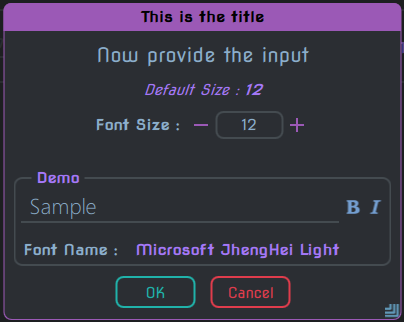 This is the title
Now provide the input
Default Size : 12
Font Size : − 12 +
Demo
Sample B I
Font Name : Microsoft JhengHei Light
OK Cancel